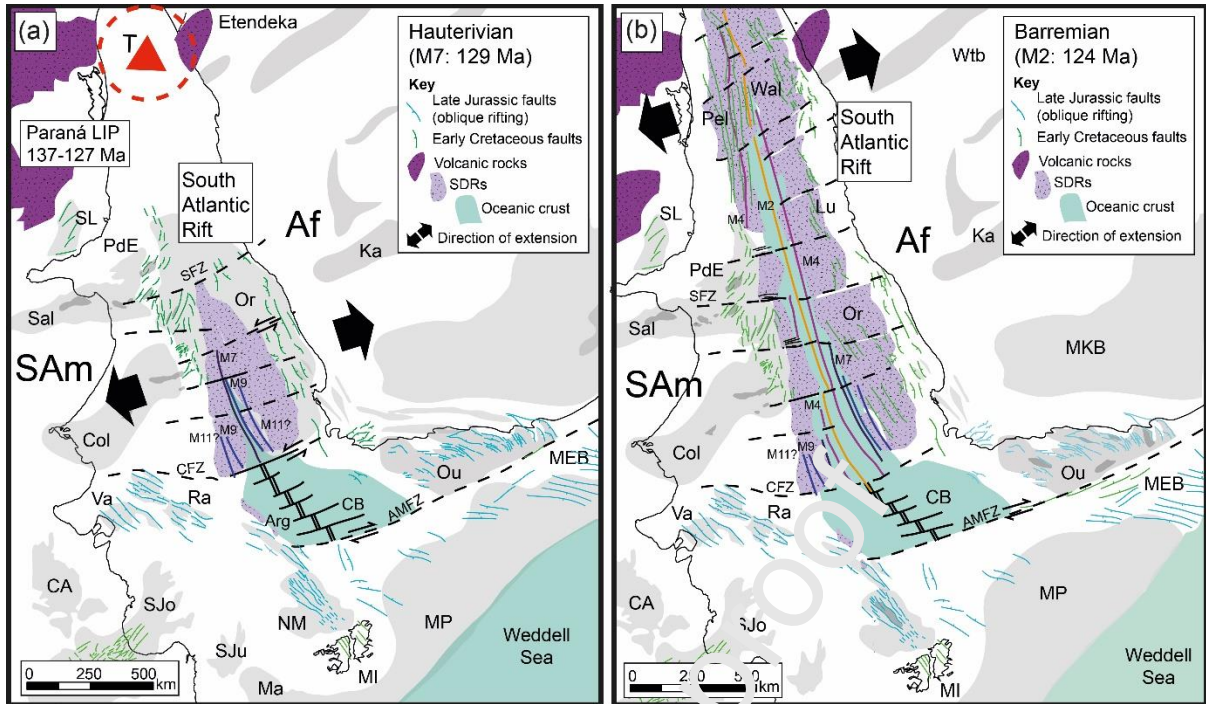 (a)
T
Etendeka
Hauterivian
(M7: 129 Ma)
Key
Late Jurassic faults
(oblique rifting)
Early Cretaceous faults
Volcanic rocks
SDRs
Oceanic crust
Direction of extension
Paraná LIP
137-127 Ma
South
Atlantic
Rift
SL
PdE
SFZ
Af
Ka
Or
Sal
SAm
M7
M9
M9
M11?
M11?
Col
CFZ
Va
Ra
Arg
CB
AMFZ
Ou
MEB
CA
SJo
SJu
NM
MP
Ma
MI
Weddell
Sea
0 250 500
km
(b)
Wtb
Barremian
(M2: 124 Ma)
Key
Late Jurassic faults
(oblique rifting)
Early Cretaceous faults
Volcanic rocks
SDRs
Oceanic crust
Direction of extension
Wal
Pel
South
Atlantic
Rift
SL
M4
M2
Lu
Af
Ka
PdE
M4
SFZ
Sal
Or
MKB
SAm
M7
M4
Col
M9
M11?
CFZ
Va
Ra
CB
AMFZ
Ou
MEB
CA
SJo
MP
MI
Weddell
Sea
0
km